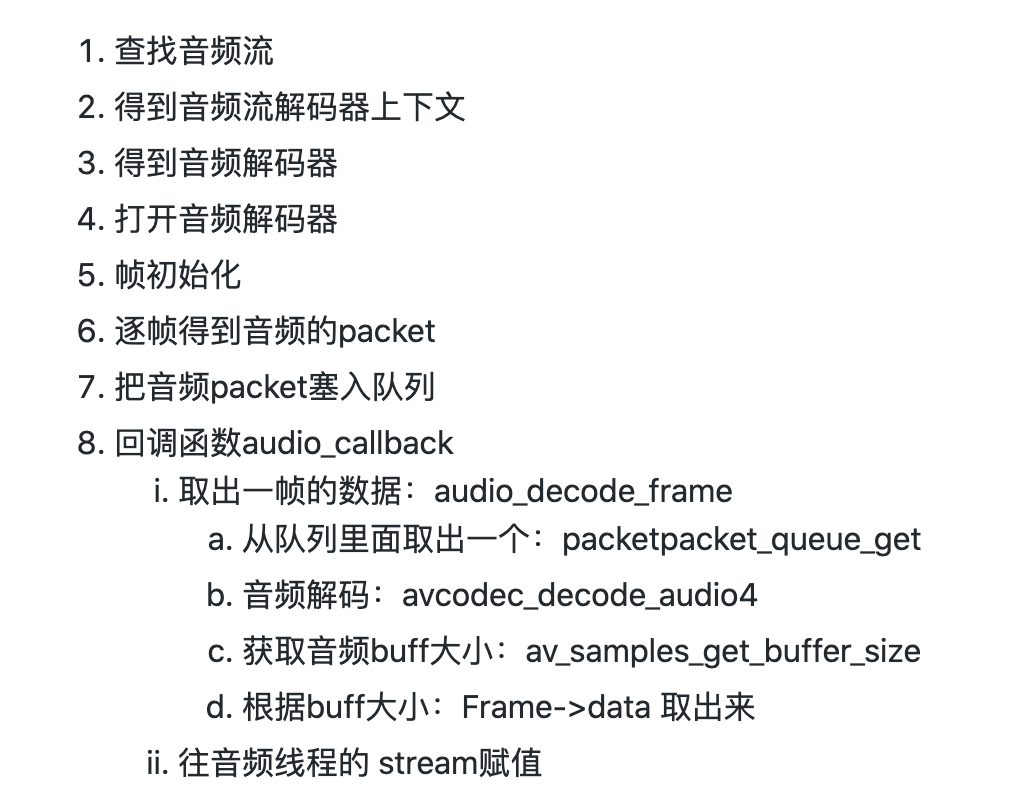 1. 查找音频流
2. 得到音频流解码器上下文
3. 得到音频解码器
4. 打开音频解码器
5. 帧初始化
6. 逐帧得到音频的packet
7. 把音频packet塞入队列
8. 回调函数audio_callback
i. 取出一帧的数据：audio_decode_frame
a. 从队列里面取出一个：packetpacket_queue_get
b. 音频解码：avcodec_decode_audio4
c. 获取音频buff大小：av_samples_get_buffer_size
d. 根据buff大小：Frame->data 取出来
ii. 往音频线程的 stream赋值